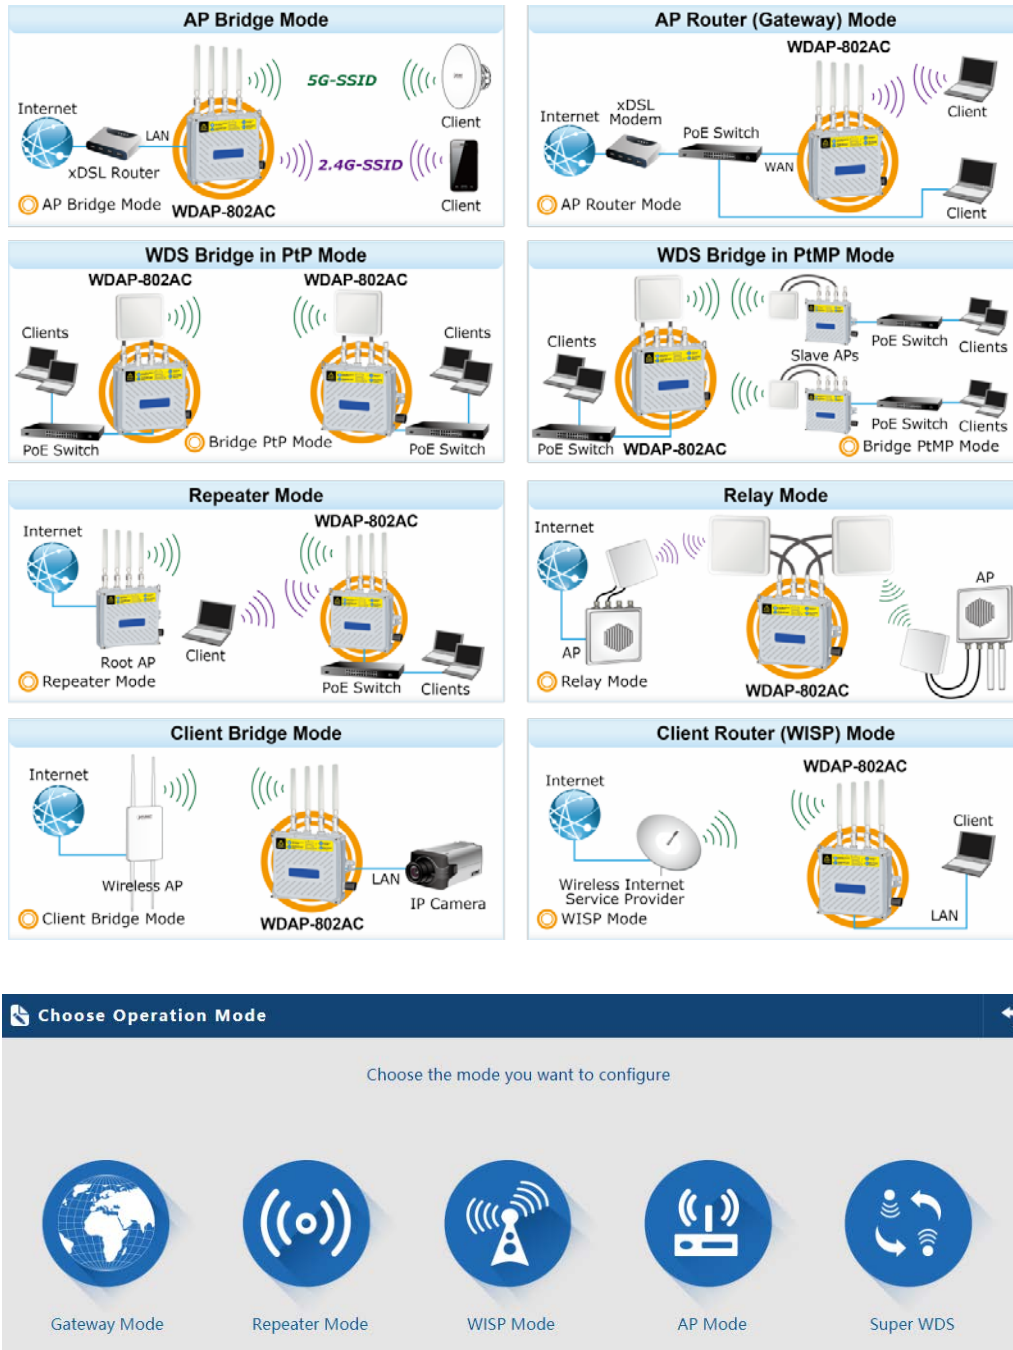 AP Bridge Mode
5G-SSID
Internet
LAN
Client
2.4G-SSID
xDSL Router
AP Bridge Mode
WDAP-802AC
Client
AP Router (Gateway) Mode
WDAP-802AC
xDSL
Internet Modem
PoE Switch
Client
WAN
AP Router Mode
Client
WDS Bridge in PtP Mode
WDAP-802AC
WDAP-802AC
Clients
Clients
Bridge PtP Mode
PoE Switch
PoE Switch
WDS Bridge in PtMP Mode
Clients
Slave APs
PoE Switch
Clients
PoE Switch
Clients
PoE Switch
WDAP-802AC
Bridge PtMP Mode
Repeater Mode
WDAP-802AC
Internet
Root AP
Client
Repeater Mode
PoE Switch
Clients
Relay Mode
Internet
AP
AP
Relay Mode
WDAP-802AC
Client Bridge Mode
Internet
Wireless AP
LAN
IP Camera
Client Bridge Mode
WDAP-802AC
Client Router (WISP) Mode
WDAP-802AC
Internet
Client
Wireless Internet
Service Provider
WISP Mode
LAN
Choose Operation Mode
Choose the mode you want to configure
Gateway Mode
Repeater Mode
WISP Mode
AP Mode
Super WDS